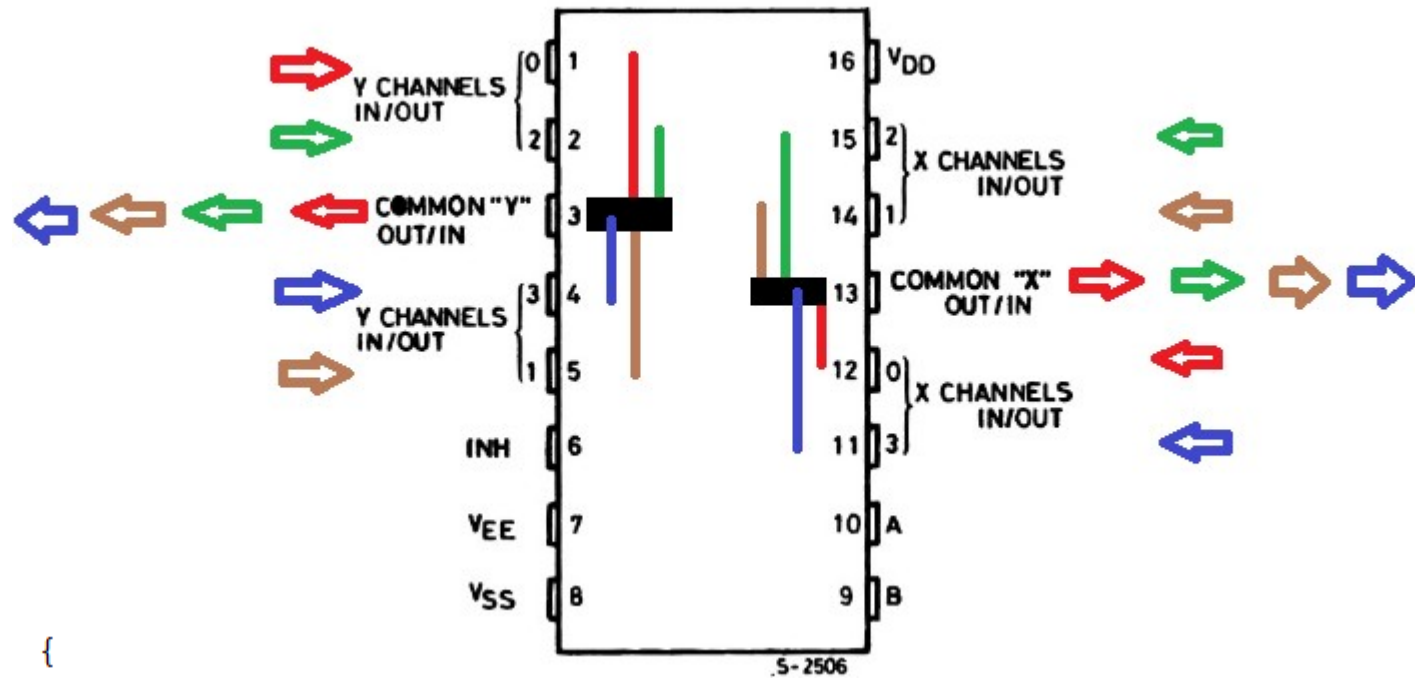 0 1 16 VDD
Y CHANNELS
IN/OUT
2 2 15 2
X CHANNELS
IN/OUT
COMMON "Y" 3 14 1
OUT/IN
3 4 13 COMMON "X"
OUT/IN
Y CHANNELS
IN/OUT
1 5 12 0
X CHANNELS
IN/OUT
INH 6 11 3
VEE 7 10 A
VSS 8 9 B
{
S-2506